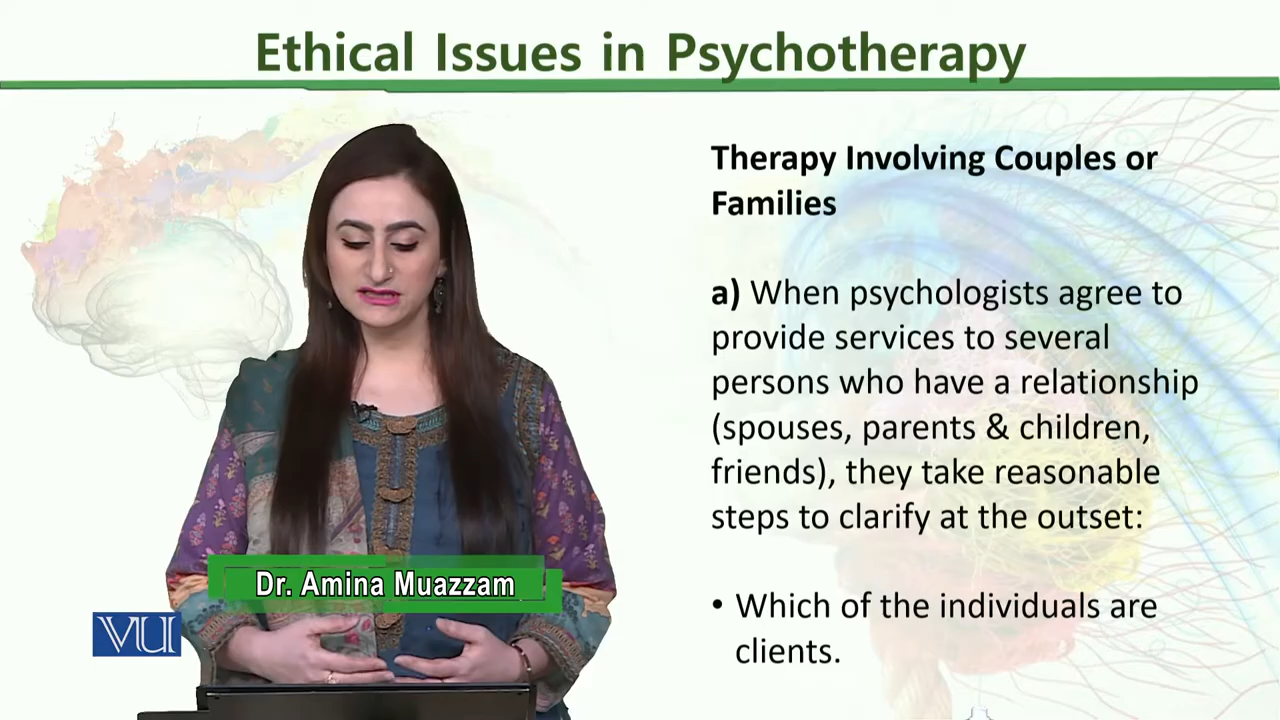 Ethical Issues in Psychotherapy
Therapy Involving Couples or
Families
a) When psychologists agree to
provide services to several
persons who have a relationship
(spouses, parents & children,
friends), they take reasonable
steps to clarify at the outset:
• Which of the individuals are
clients.
Dr. Amina Muazzam
VU